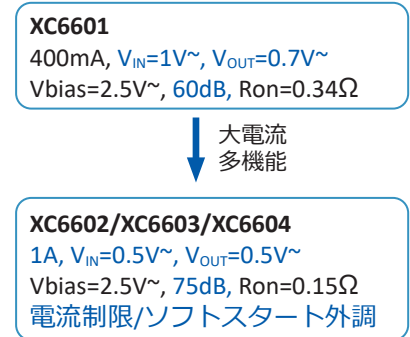 XC6601
400mA, VIN=1V~, VOUT=0.7V~
Vbias=2.5V~, 60dB, Ron=0.34Ω
大電流
多機能
XC6602/XC6603/XC6604
1A, VIN=0.5V~, VOUT=0.5V~
Vbias=2.5V~, 75dB, Ron=0.15Ω
電流制限/ソフトスタート外調